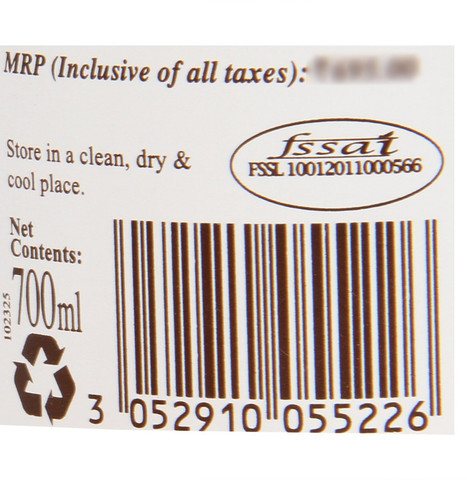 MRP (Inclusive of all taxes):
fssai
FSSL 10012011000566
Store in a clean, dry &
cool place.
Net
Contents:
700ml
102325
3 052910 055226